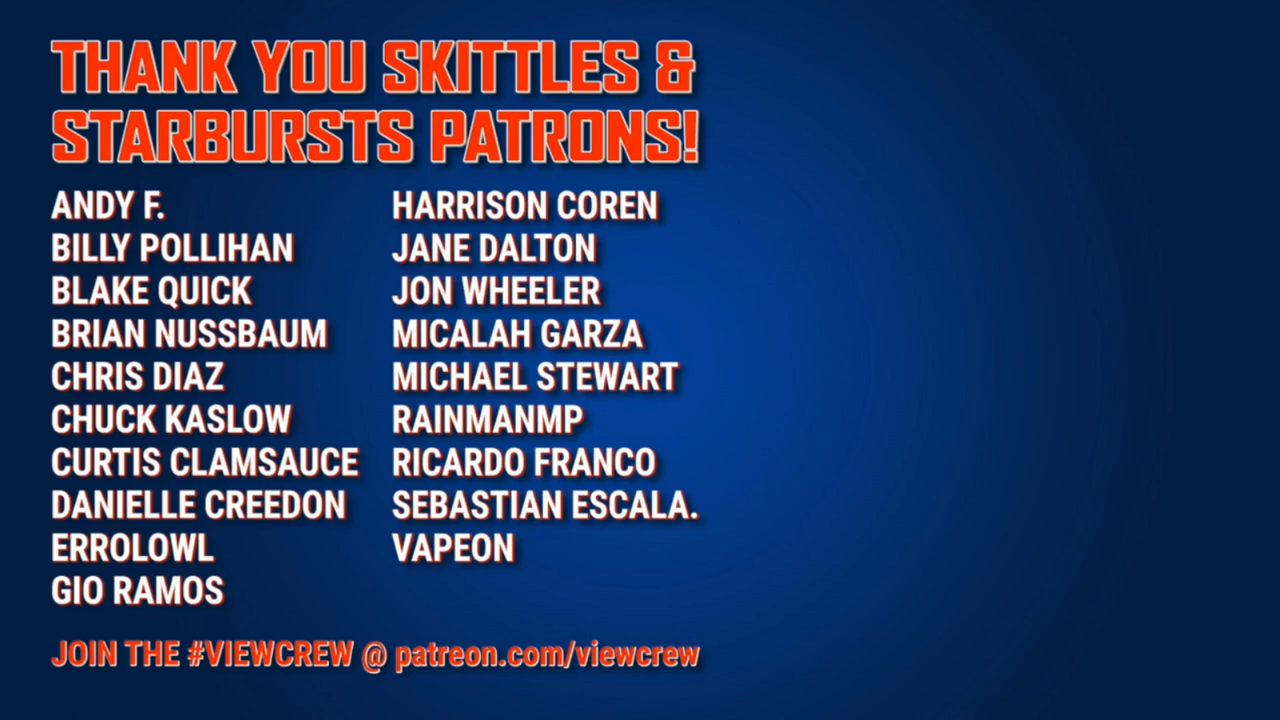 THANK YOU SKITTLES &
STARBURSTS PATRONS!
ANDY F.
BILLY POLLIHAN
BLAKE QUICK
BRIAN NUSSBAUM
CHRIS DIAZ
CHUCK KASLOW
CURTIS CLAMSAUCE
DANIELLE CREEDON
ERROLOWL
GIO RAMOS
HARRISON COREN
JANE DALTON
JON WHEELER
MICALAH GARZA
MICHAEL STEWART
RAINMANMP
RICARDO FRANCO
SEBASTIAN ESCALA.
VAPEON
JOIN THE #VIEWCREW @ patreon.com/viewcrew